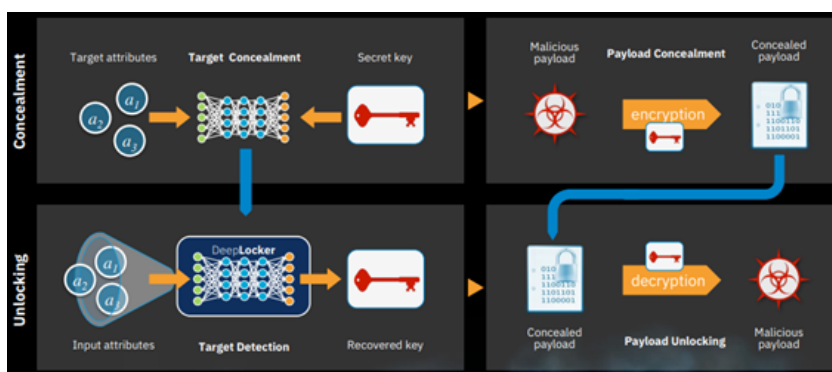 Concealment
Target attributes
Target Concealment
Secret key
a1
a2
a3
Malicious
payload
Payload Concealment
Concealed
payload
encryption
010
111
1100110
1101101
1100001
Unlocking
DeepLocker
a1
a2
a1
Input attributes
Target Detection
Recovered key
010
111
1100110
1101101
1100001
decryption
Concealed
payload
Payload Unlocking
Malicious
payload